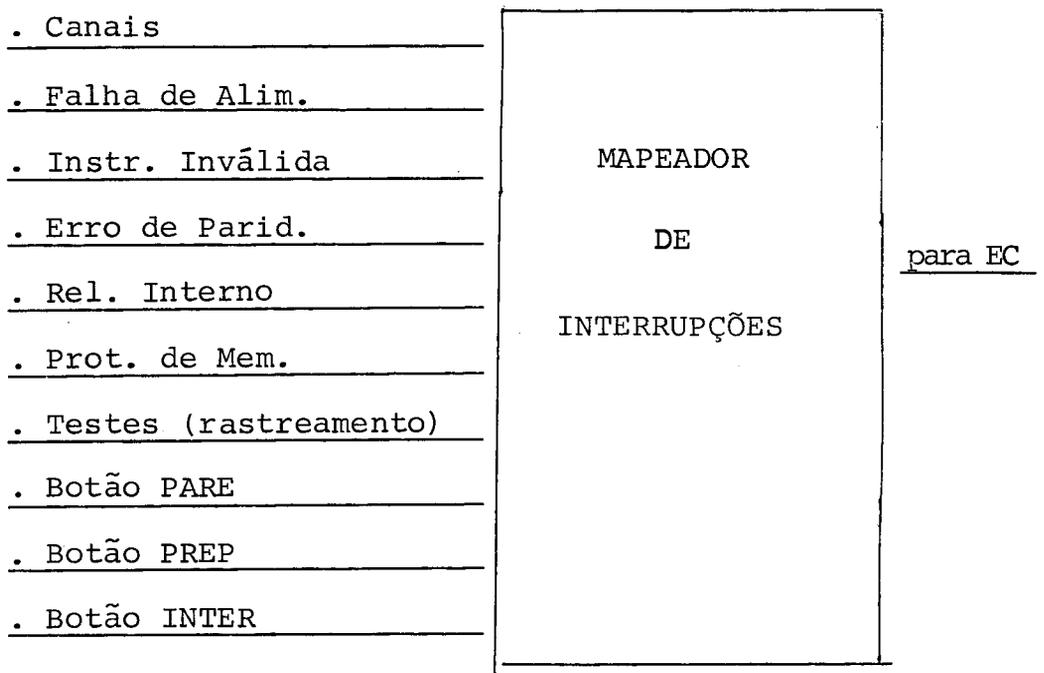 . Canais
. Falha de Alim.
. Instr. Inválida
. Erro de Parid.
. Rel. Interno
. Prot. de Mem.
. Testes (rastreamento)
. Botão PARE
. Botão PREP
. Botão INTER
MAPEADOR
DE
INTERRUPÇÕES
para EC